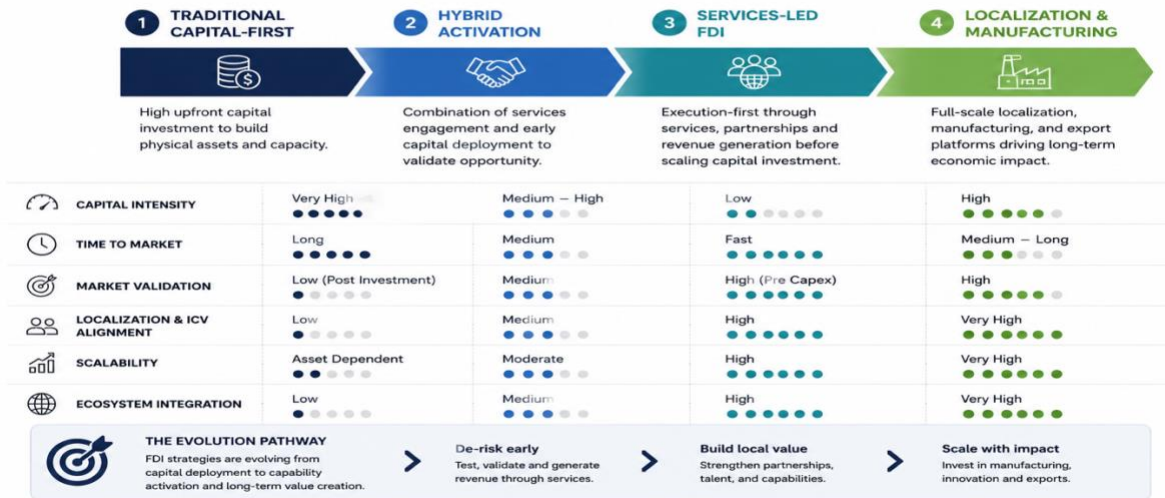 1 TRADITIONAL
CAPITAL-FIRST
2 HYBRID
ACTIVATION
3 SERVICES-LED
FDI
4 LOCALIZATION &
MANUFACTURING
High upfront capital
investment to build
physical assets and capacity.
Combination of services
engagement and early
capital deployment to
validate opportunity.
Execution-first through
services, partnerships and
revenue generation before
scaling capital investment.
Full-scale localization,
manufacturing, and export
platforms driving long-term
economic impact.
CAPITAL INTENSITY
Very High
Medium – High
Low
High
TIME TO MARKET
Long
Medium
Fast
Medium – Long
MARKET VALIDATION
Low (Post Investment)
Medium
High (Pre Capex)
High
LOCALIZATION & ICV
ALIGNMENT
Low
Medium
High
Very High
SCALABILITY
Asset Dependent
Moderate
High
Very High
ECOSYSTEM INTEGRATION
Low
Medium
High
Very High
THE EVOLUTION PATHWAY
FDI strategies are evolving from
capital deployment to capability
activation and long-term value creation.
De-risk early
Test, validate and generate
revenue through services.
Build local value
Strengthen partnerships,
talent, and capabilities.
Scale with impact
Invest in manufacturing,
innovation and exports.